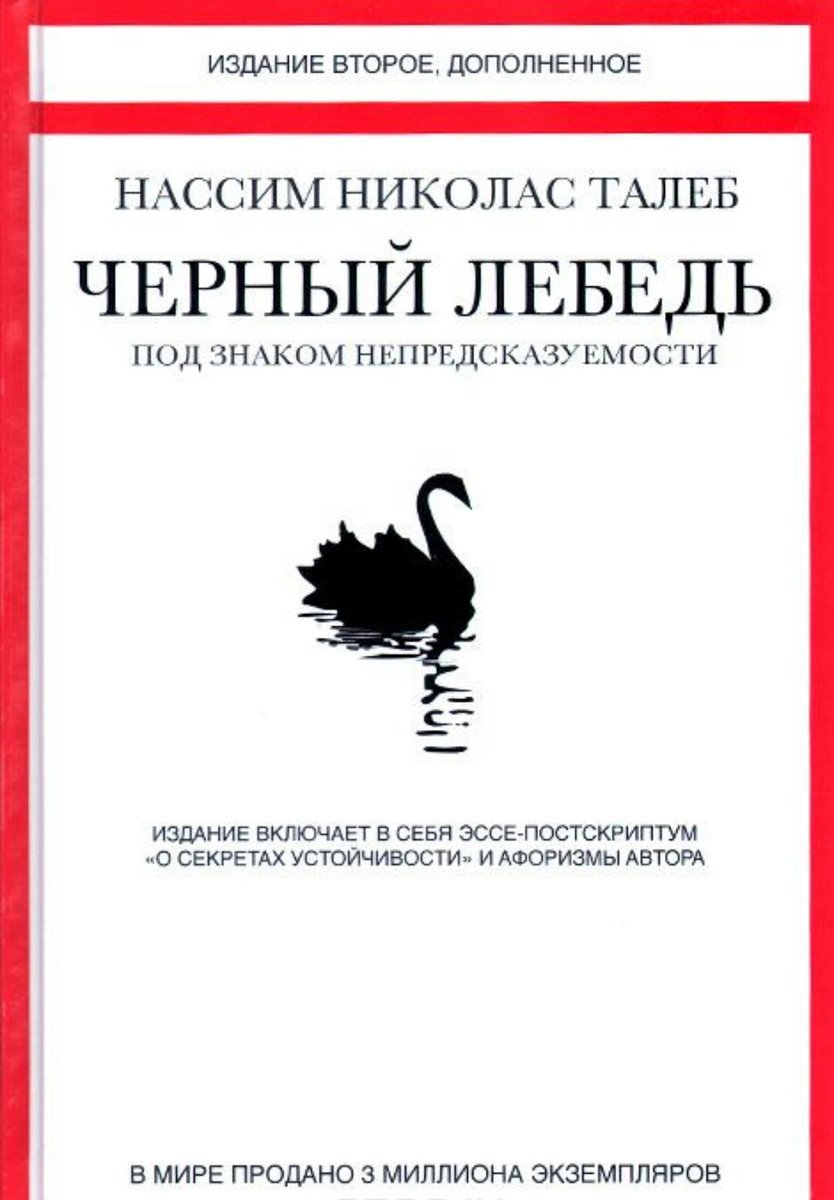 ИЗДАНИЕ ВТОРОЕ, ДОПОЛНЕННОЕ
НАССИМ НИКОЛАС ТАЛЕБ
ЧЕРНЫЙ ЛЕБЕДЬ
ПОД ЗНАКОМ НЕПРЕДСКАЗУЕМОСТИ
ИЗДАНИЕ ВКЛЮЧАЕТ В СЕБЯ ЭССЕ-ПОСТСКРИПТУМ
«О СЕКРЕТАХ УСТОЙЧИВОСТИ» И АФОРИЗМЫ АВТОРА
В МИРЕ ПРОДАНО 3 МИЛЛИОНА ЭКЗЕМПЛЯРОВ